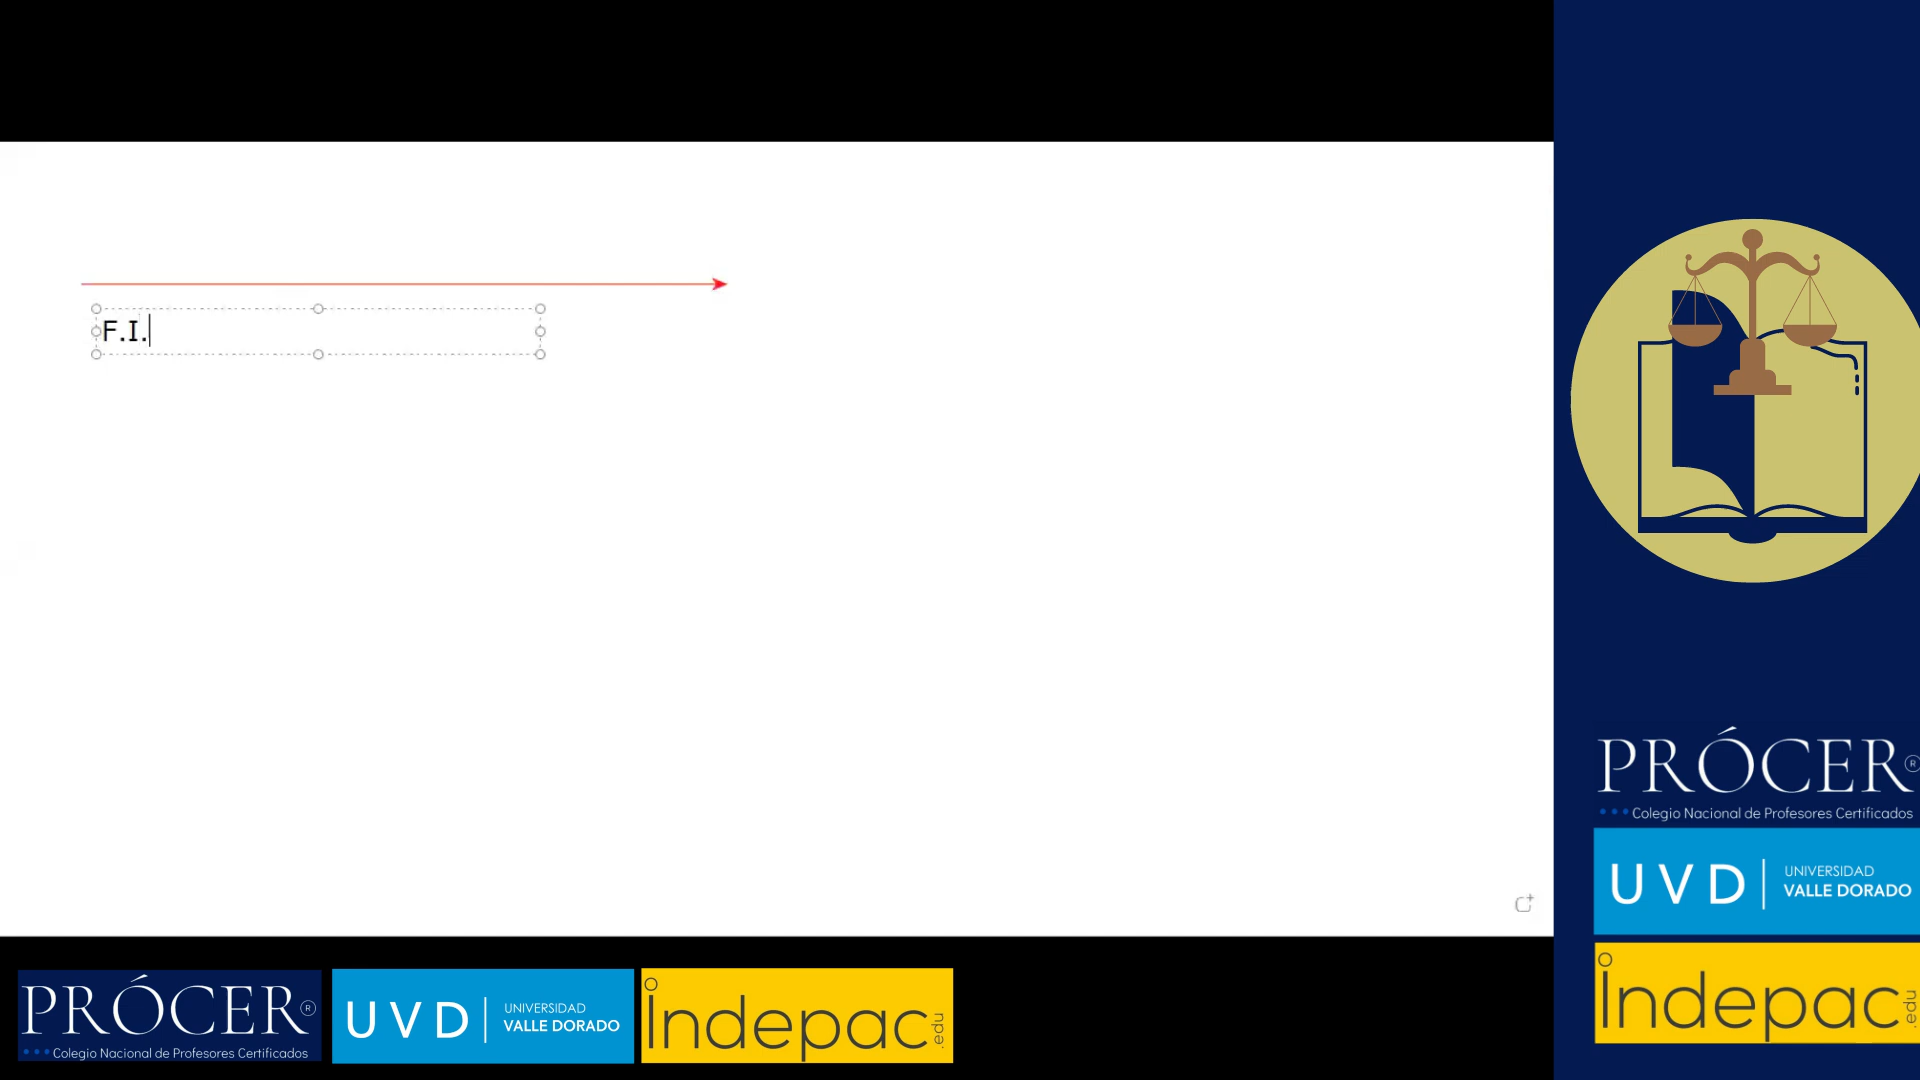 F.I.
PRÓCER®
Colegio Nacional de Profesores Certificados
UVD
UNIVERSIDAD
VALLE DORADO
indepac
.edu
PRÓCER®
Colegio Nacional de Profesores Certificados
UVD
UNIVERSIDAD
VALLE DORADO
indepac
.edu